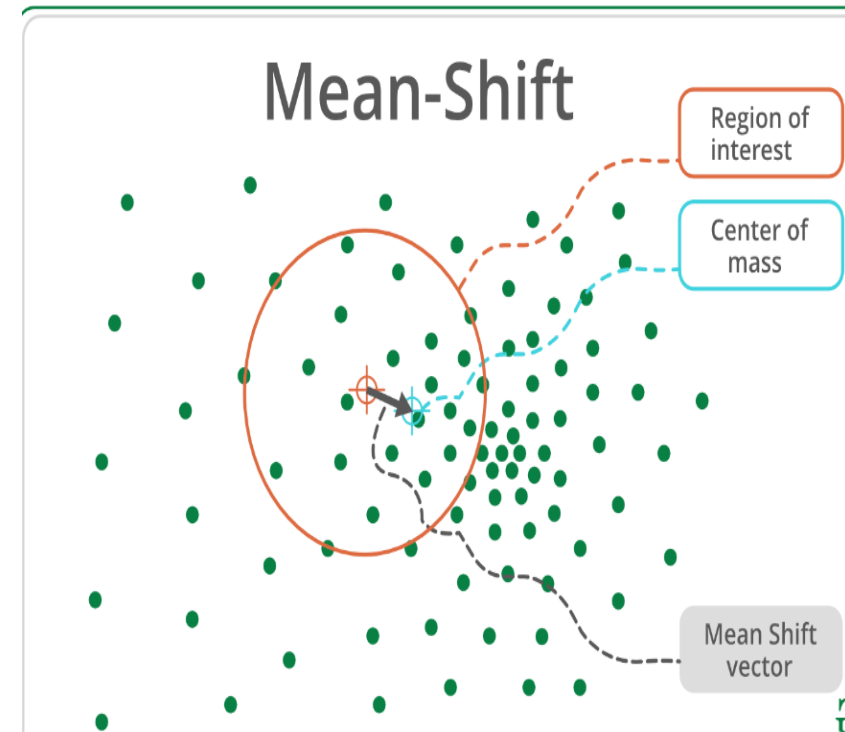 Mean-Shift
Region of
interest
Center of
mass
Mean Shift
vector